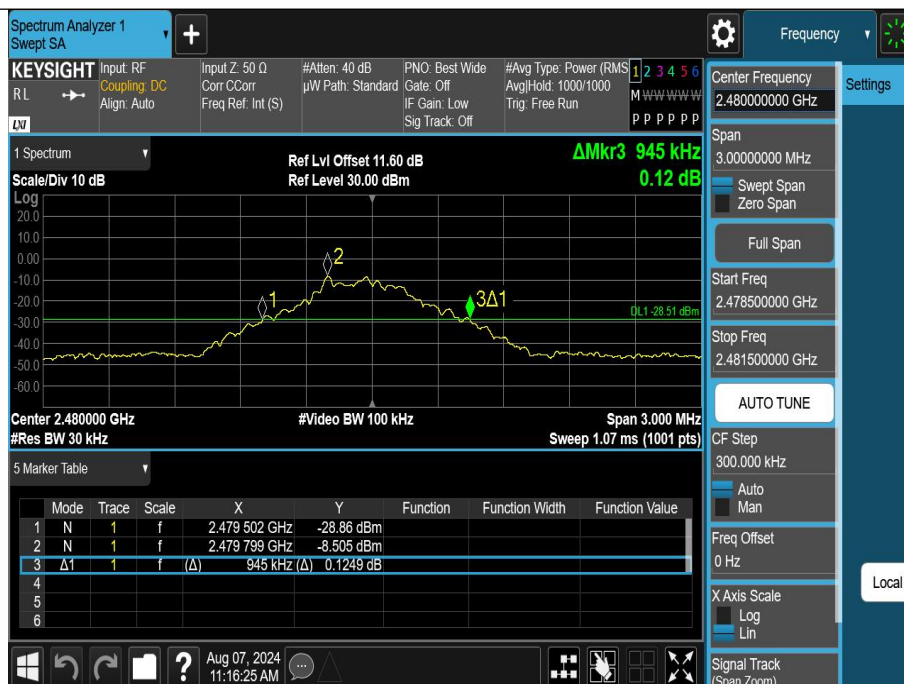 Spectrum Analyzer 1
Swept SA
+
Frequency
KEYSIGHT
RL
LXI
Input: RF
Coupling: DC
Align: Auto
Input Z: 50 Ω
Corr CCorr
Freq Ref: Int (S)
#Atten: 40 dB
µW Path: Standard
PNO: Best Wide
Gate: Off
IF Gain: Low
Sig Track: Off
#Avg Type: Power (RMS
Avg|Hold: 1000/1000
Trig: Free Run
1 2 3 4 5 6
M W W W W W
P P P P P P
1 Spectrum
Scale/Div 10 dB
Ref Lvl Offset 11.60 dB
Ref Level 30.00 dBm
ΔMkr3 945 kHz
0.12 dB
Log
20.0
10.0
0.00
-10.0
-20.0
-30.0
-40.0
-50.0
-60.0
2
1
3Δ1
DL1 -28.51 dBm
Center 2.480000 GHz
#Video BW 100 kHz
Span 3.000 MHz
#Res BW 30 kHz
Sweep 1.07 ms (1001 pts)
5 Marker Table
Mode Trace Scale X Y Function Function Width Function Value
1 N 1 f 2.479 502 GHz -28.86 dBm
2 N 1 f 2.479 799 GHz -8.505 dBm
3 Δ1 1 f (Δ) 945 kHz (Δ) 0.1249 dB
4
5
6
?
Aug 07, 2024
11:16:25 AM
Center Frequency
2.480000000 GHz
Settings
Span
3.00000000 MHz
Swept Span
Zero Span
Full Span
Start Freq
2.478500000 GHz
Stop Freq
2.481500000 GHz
AUTO TUNE
CF Step
300.000 kHz
Auto
Man
Freq Offset
0 Hz
Local
X Axis Scale
Log
Lin
Signal Track
(Span Zoom)